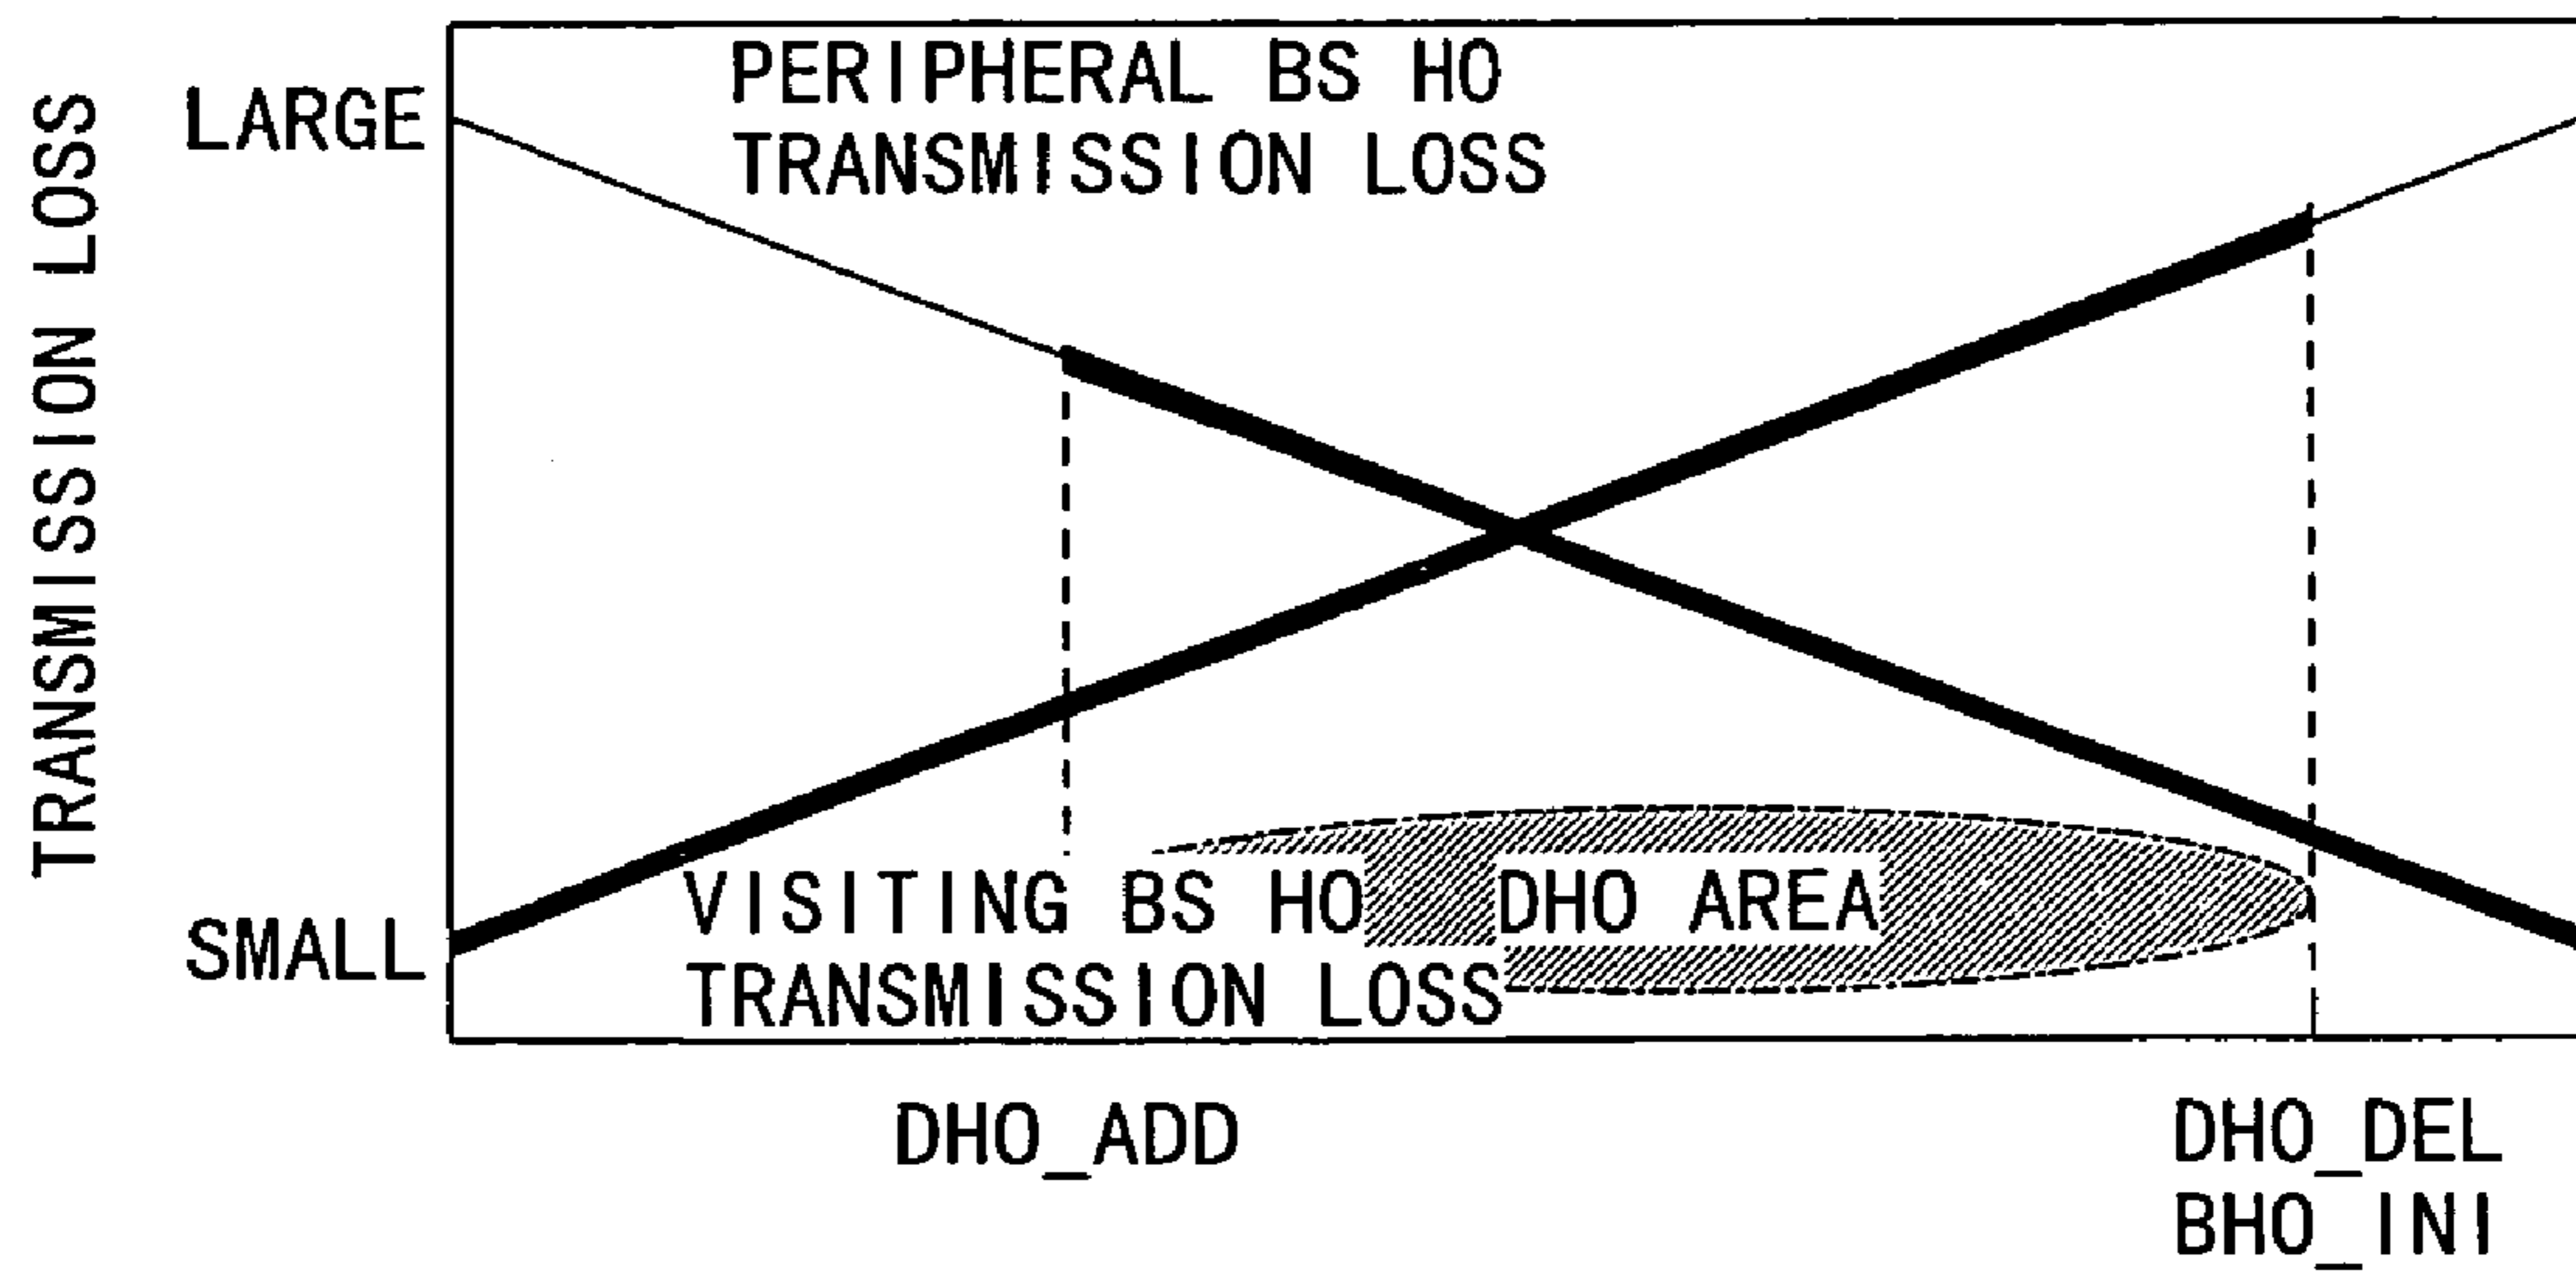 TRANSMISSION LOSS
LARGE
SMALL
PERIPHERAL BS HO
TRANSMISSION LOSS
VISITING BS HO
TRANSMISSION LOSS
DHO AREA
DHO_ADD
DHO_DEL
BHO_INI